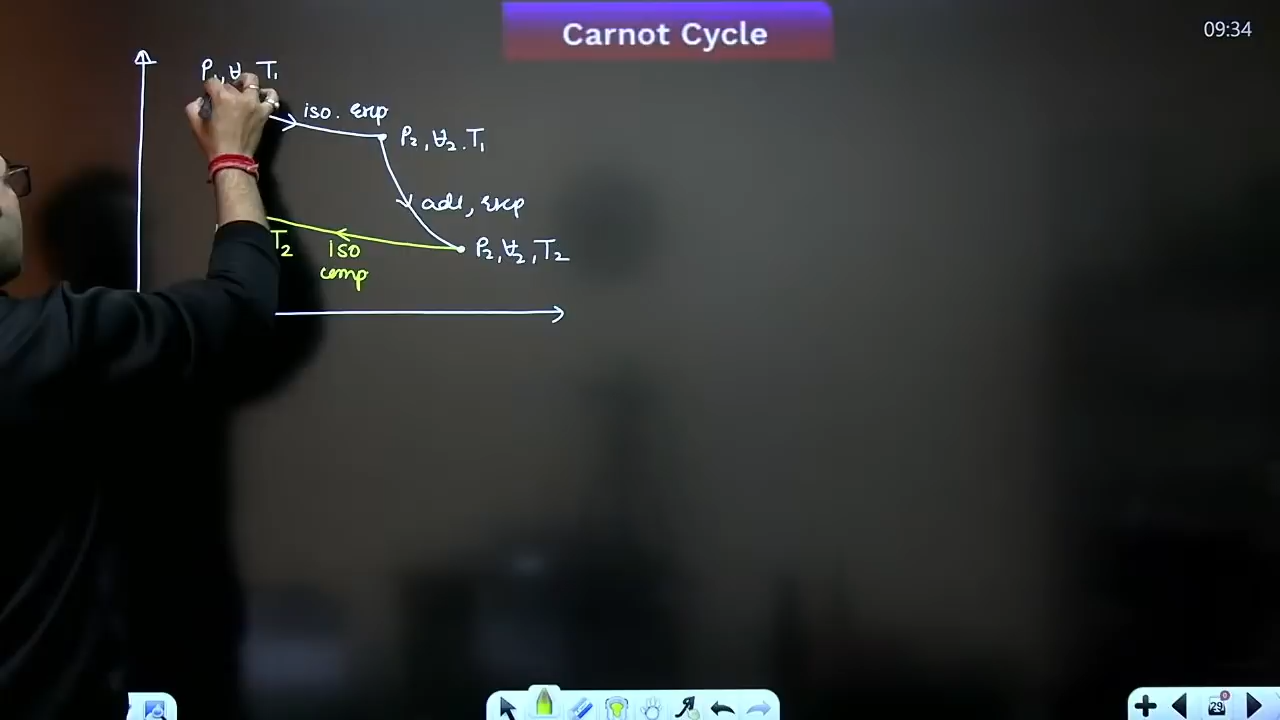 Carnot Cycle
09:34
P1, V T1
iso. exp
P2, V2. T1
adi, exp
P2, V2, T2
T2
iso
comp
29